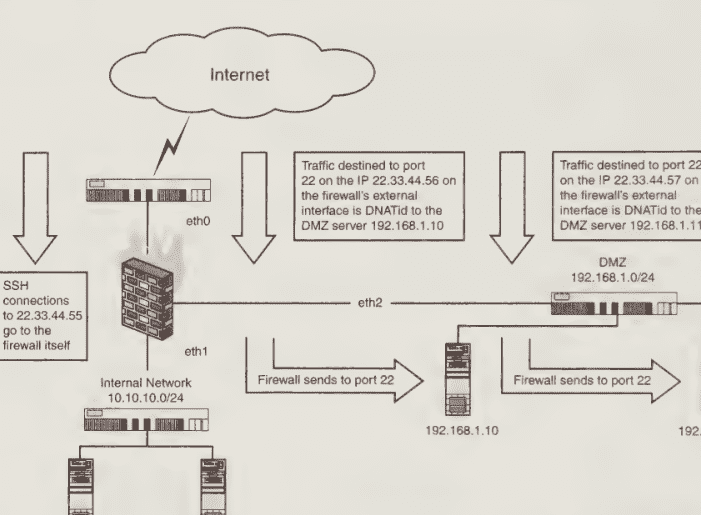 Internet
Traffic destined to port
22 on the IP 22.33.44.56 on
the firewall's external
interface is DNATid to the
DMZ server 192.168.1.10
Traffic destined to port 22
on the IP 22.33.44.57 on
the firewall's external
interface is DNATid to the
DMZ server 192.168.1.11
eth0
SSH
connections
to 22.33.44.55
go to the
firewall itself
DMZ
192.168.1.0/24
eth2
eth1
Internal Network
10.10.10.0/24
Firewall sends to port 22
Firewall sends to port 22
192.168.1.10
192.